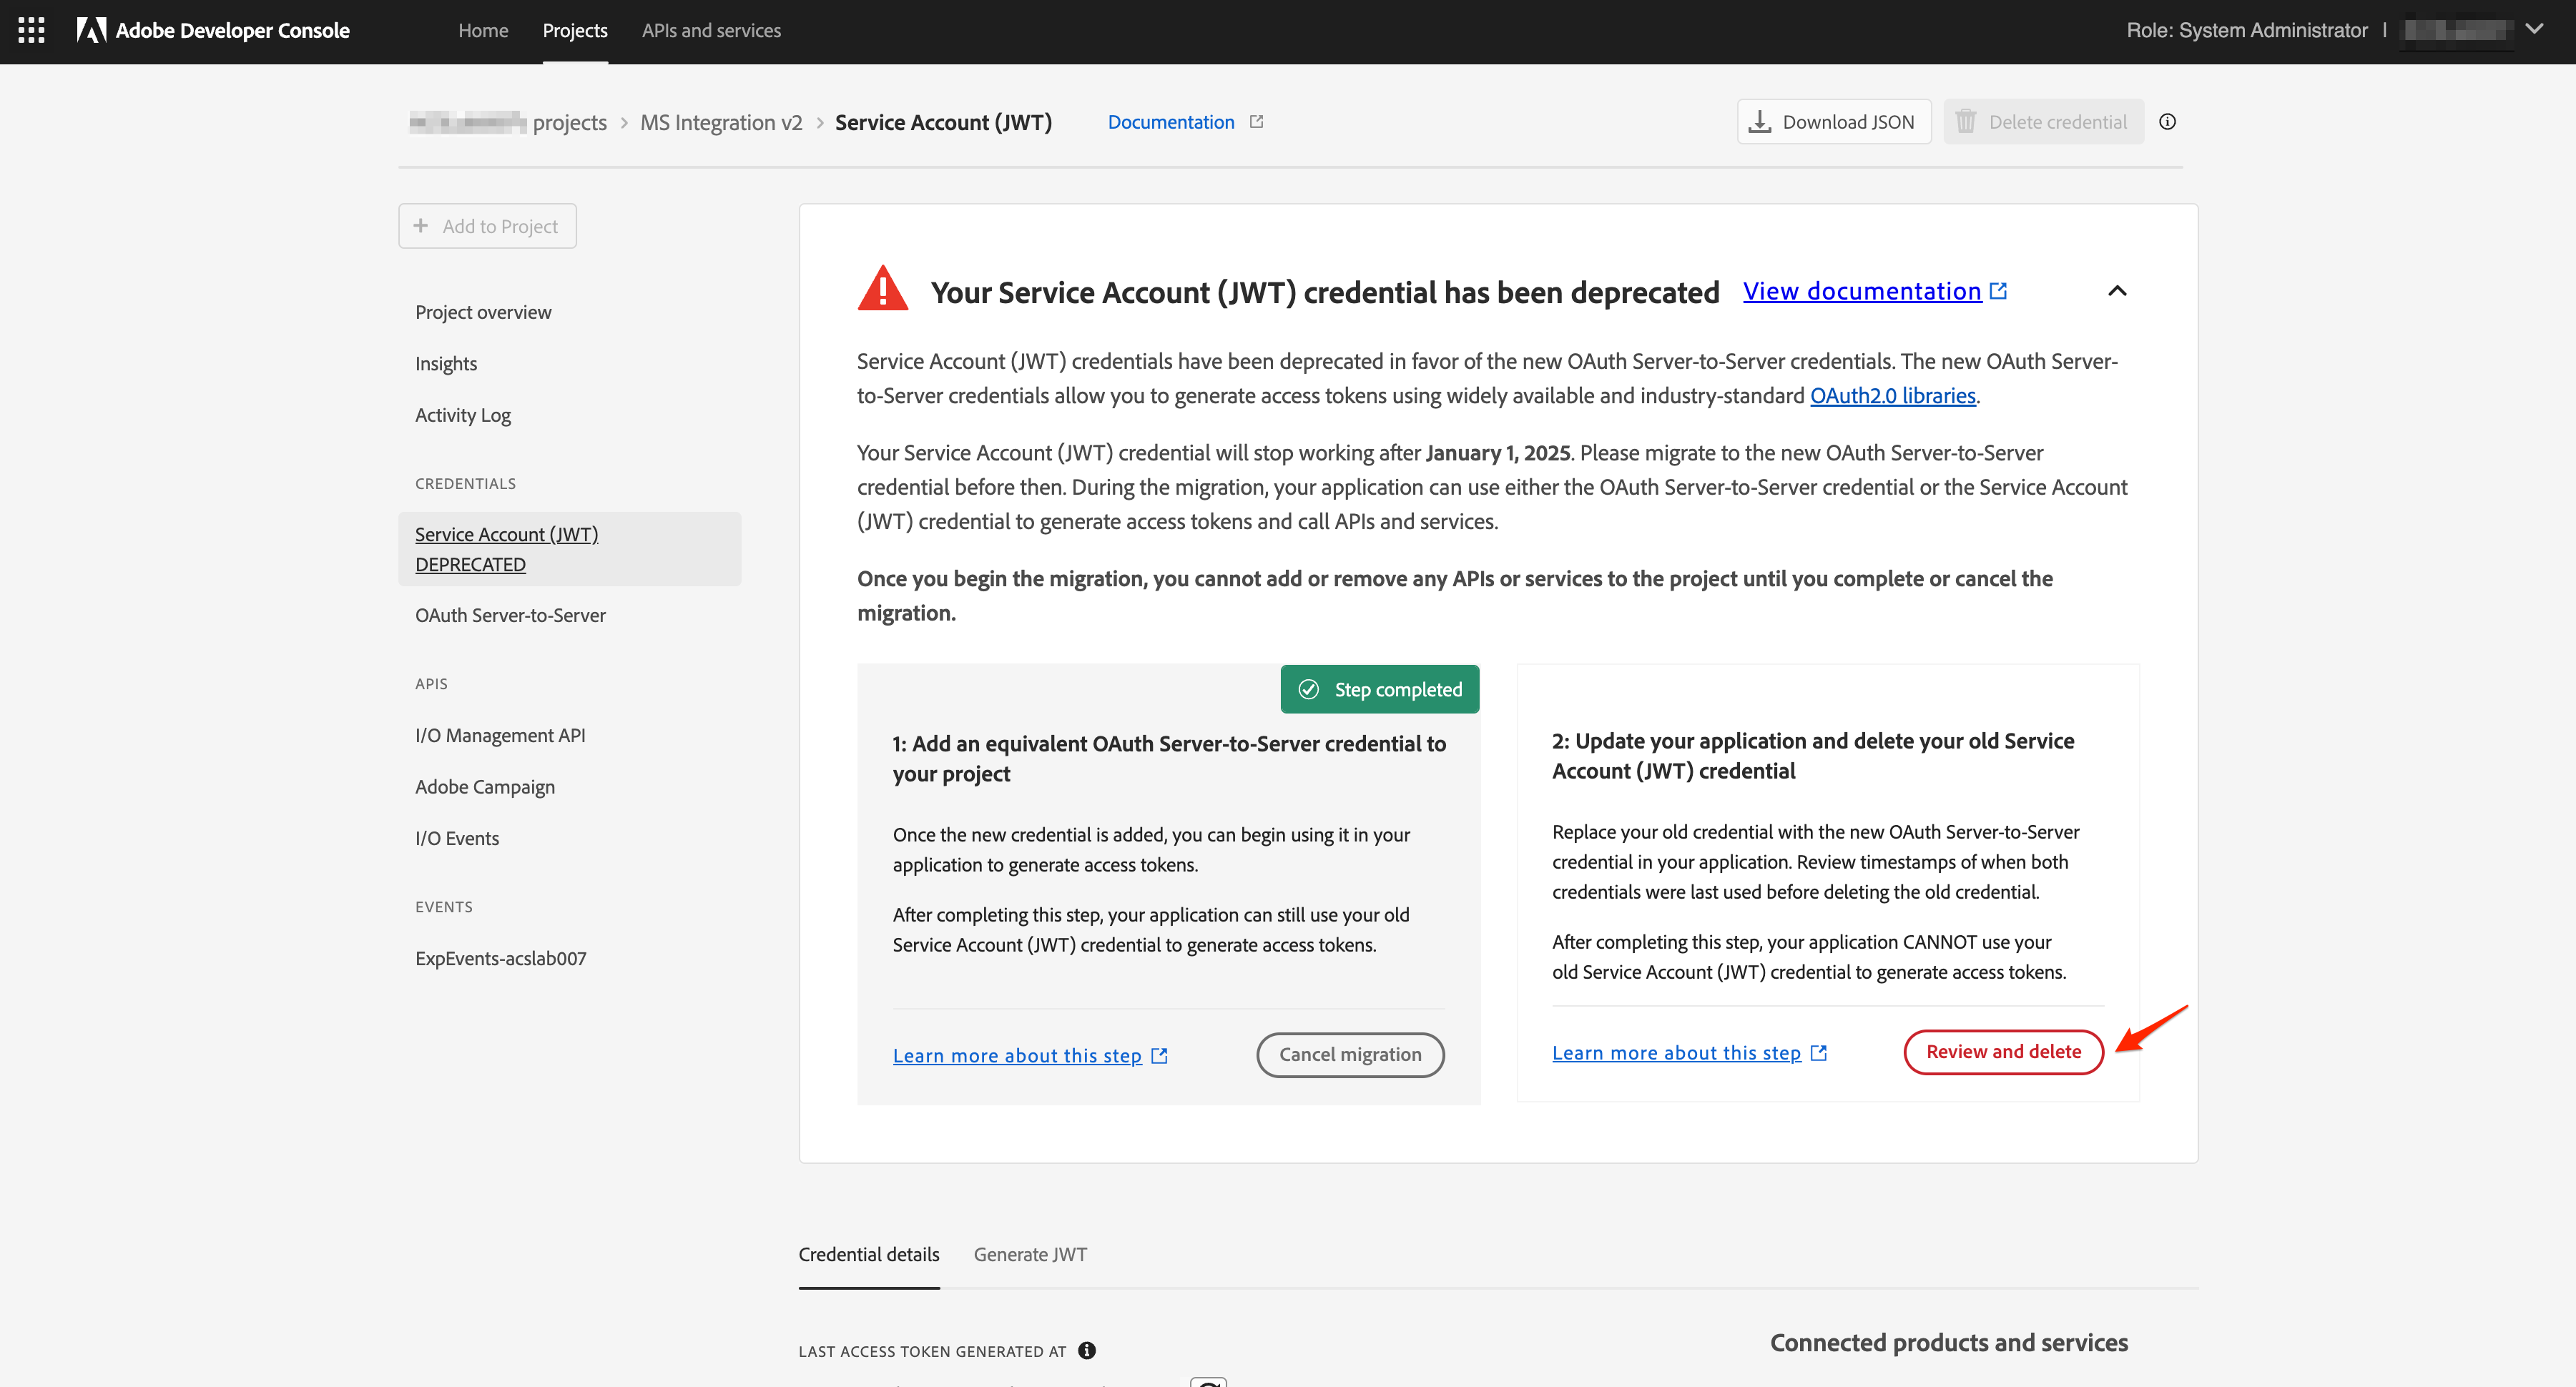 Adobe Developer Console
Home
Projects
APIs and services
Role: System Administrator |
projects > MS Integration v2 > Service Account (JWT)
Documentation
Download JSON
Delete credential
+ Add to Project
Project overview
Insights
Activity Log
CREDENTIALS
Service Account (JWT)
DEPRECATED
OAuth Server-to-Server
APIS
I/O Management API
Adobe Campaign
I/O Events
EVENTS
ExpEvents-acslab007
Your Service Account (JWT) credential has been deprecated
View documentation
Service Account (JWT) credentials have been deprecated in favor of the new OAuth Server-to-Server credentials. The new OAuth Server-
to-Server credentials allow you to generate access tokens using widely available and industry-standard OAuth2.0 libraries.
Your Service Account (JWT) credential will stop working after January 1, 2025. Please migrate to the new OAuth Server-to-Server
credential before then. During the migration, your application can use either the OAuth Server-to-Server credential or the Service Account
(JWT) credential to generate access tokens and call APIs and services.
Once you begin the migration, you cannot add or remove any APIs or services to the project until you complete or cancel the
migration.
Step completed
1: Add an equivalent OAuth Server-to-Server credential to
your project
Once the new credential is added, you can begin using it in your
application to generate access tokens.
After completing this step, your application can still use your old
Service Account (JWT) credential to generate access tokens.
Learn more about this step
Cancel migration
2: Update your application and delete your old Service
Account (JWT) credential
Replace your old credential with the new OAuth Server-to-Server
credential in your application. Review timestamps of when both
credentials were last used before deleting the old credential.
After completing this step, your application CANNOT use your
old Service Account (JWT) credential to generate access tokens.
Learn more about this step
Review and delete
Credential details
Generate JWT
LAST ACCESS TOKEN GENERATED AT
Connected products and services